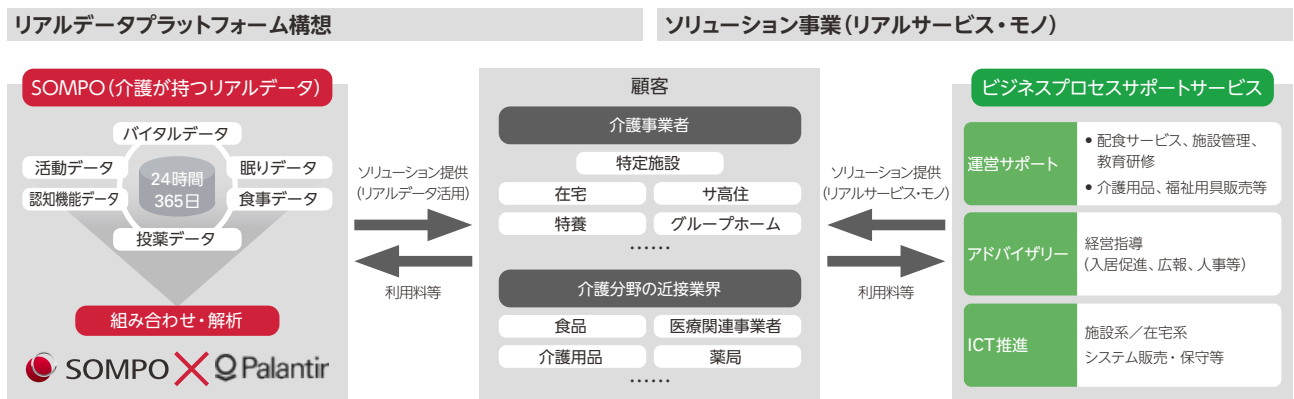 リアルデータプラットフォーム構想
ソリューション事業(リアルサービス・モノ)
SOMPO(介護が持つリアルデータ)
バイタルデータ
活動データ
眠りデータ
24時間
365日
認知機能データ
食事データ
投薬データ
組み合わせ・解析
SOMPO
Palantir
ソリューション提供
(リアルデータ活用)
利用料等
顧客
介護事業者
特定施設
在宅
サ高住
特養
グループホーム
……
介護分野の近接業界
食品
医療関連事業者
介護用品
薬局
……
ソリューション提供
(リアルサービス・モノ)
利用料等
ビジネスプロセスサポートサービス
運営サポート
• 配食サービス、施設管理、
教育研修
• 介護用品、福祉用具販売等
アドバイザリー
経営指導
(入居促進、広報、人事等)
ICT推進
施設系/在宅系
システム販売・保守等